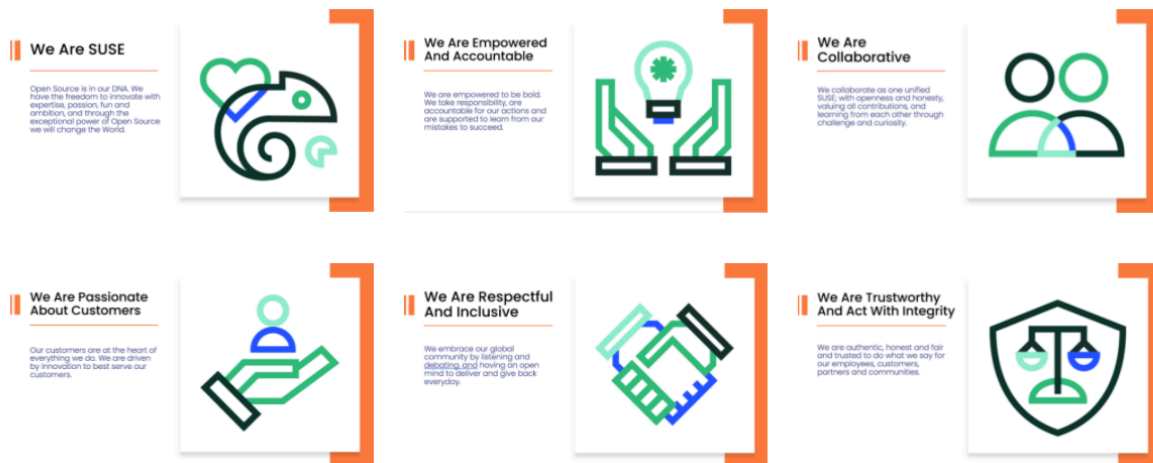 We Are SUSE
Open Source is in our DNA. We
have the freedom to innovate with
expertise, passion, fun and
ambition, and through the
exceptional power of Open Source
we will change the World.
We Are Empowered
And Accountable
We are empowered to be bold.
We take responsibility, are
accountable for our actions and
are supported to learn from our
mistakes to succeed.
We Are
Collaborative
We collaborate as one unified
SUSE; with openness and honesty,
valuing all contributions, and
learning from each other through
challenge and curiosity.
We Are Passionate
About Customers
Our customers are at the heart of
everything we do. We are driven
by innovation to best serve our
customers.
We Are Respectful
And Inclusive
We embrace our global
community by listening and
debating, and having an open
mind to deliver and give back
everyday.
We Are Trustworthy
And Act With Integrity
We are authentic, honest and fair
and trusted to do what we say for
our employees, customers,
partners and communities.